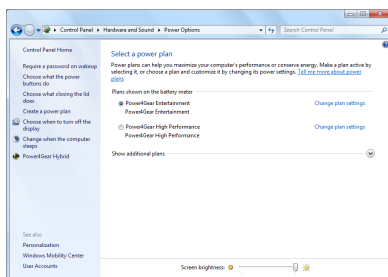 Control Panel ▸ Hardware and Sound ▸ Power Options
Search Control Panel
Control Panel Home
Require a password on wakeup
Choose what the power
buttons do
Choose what closing the lid
does
Create a power plan
Choose when to turn off the
display
Change when the computer
sleeps
Power4Gear Hybrid
See also
Personalization
Windows Mobility Center
User Accounts
Select a power plan
Power plans can help you maximize your computer's performance or conserve energy. Make a plan active by
selecting it, or choose a plan and customize it by changing its power settings. Tell me more about power
plans
Plans shown on the battery meter
Power4Gear Entertainment
Change plan settings
Power4Gear Entertainment
Power4Gear High Performance
Change plan settings
Power4Gear High Performance
Show additional plans
Screen brightness: